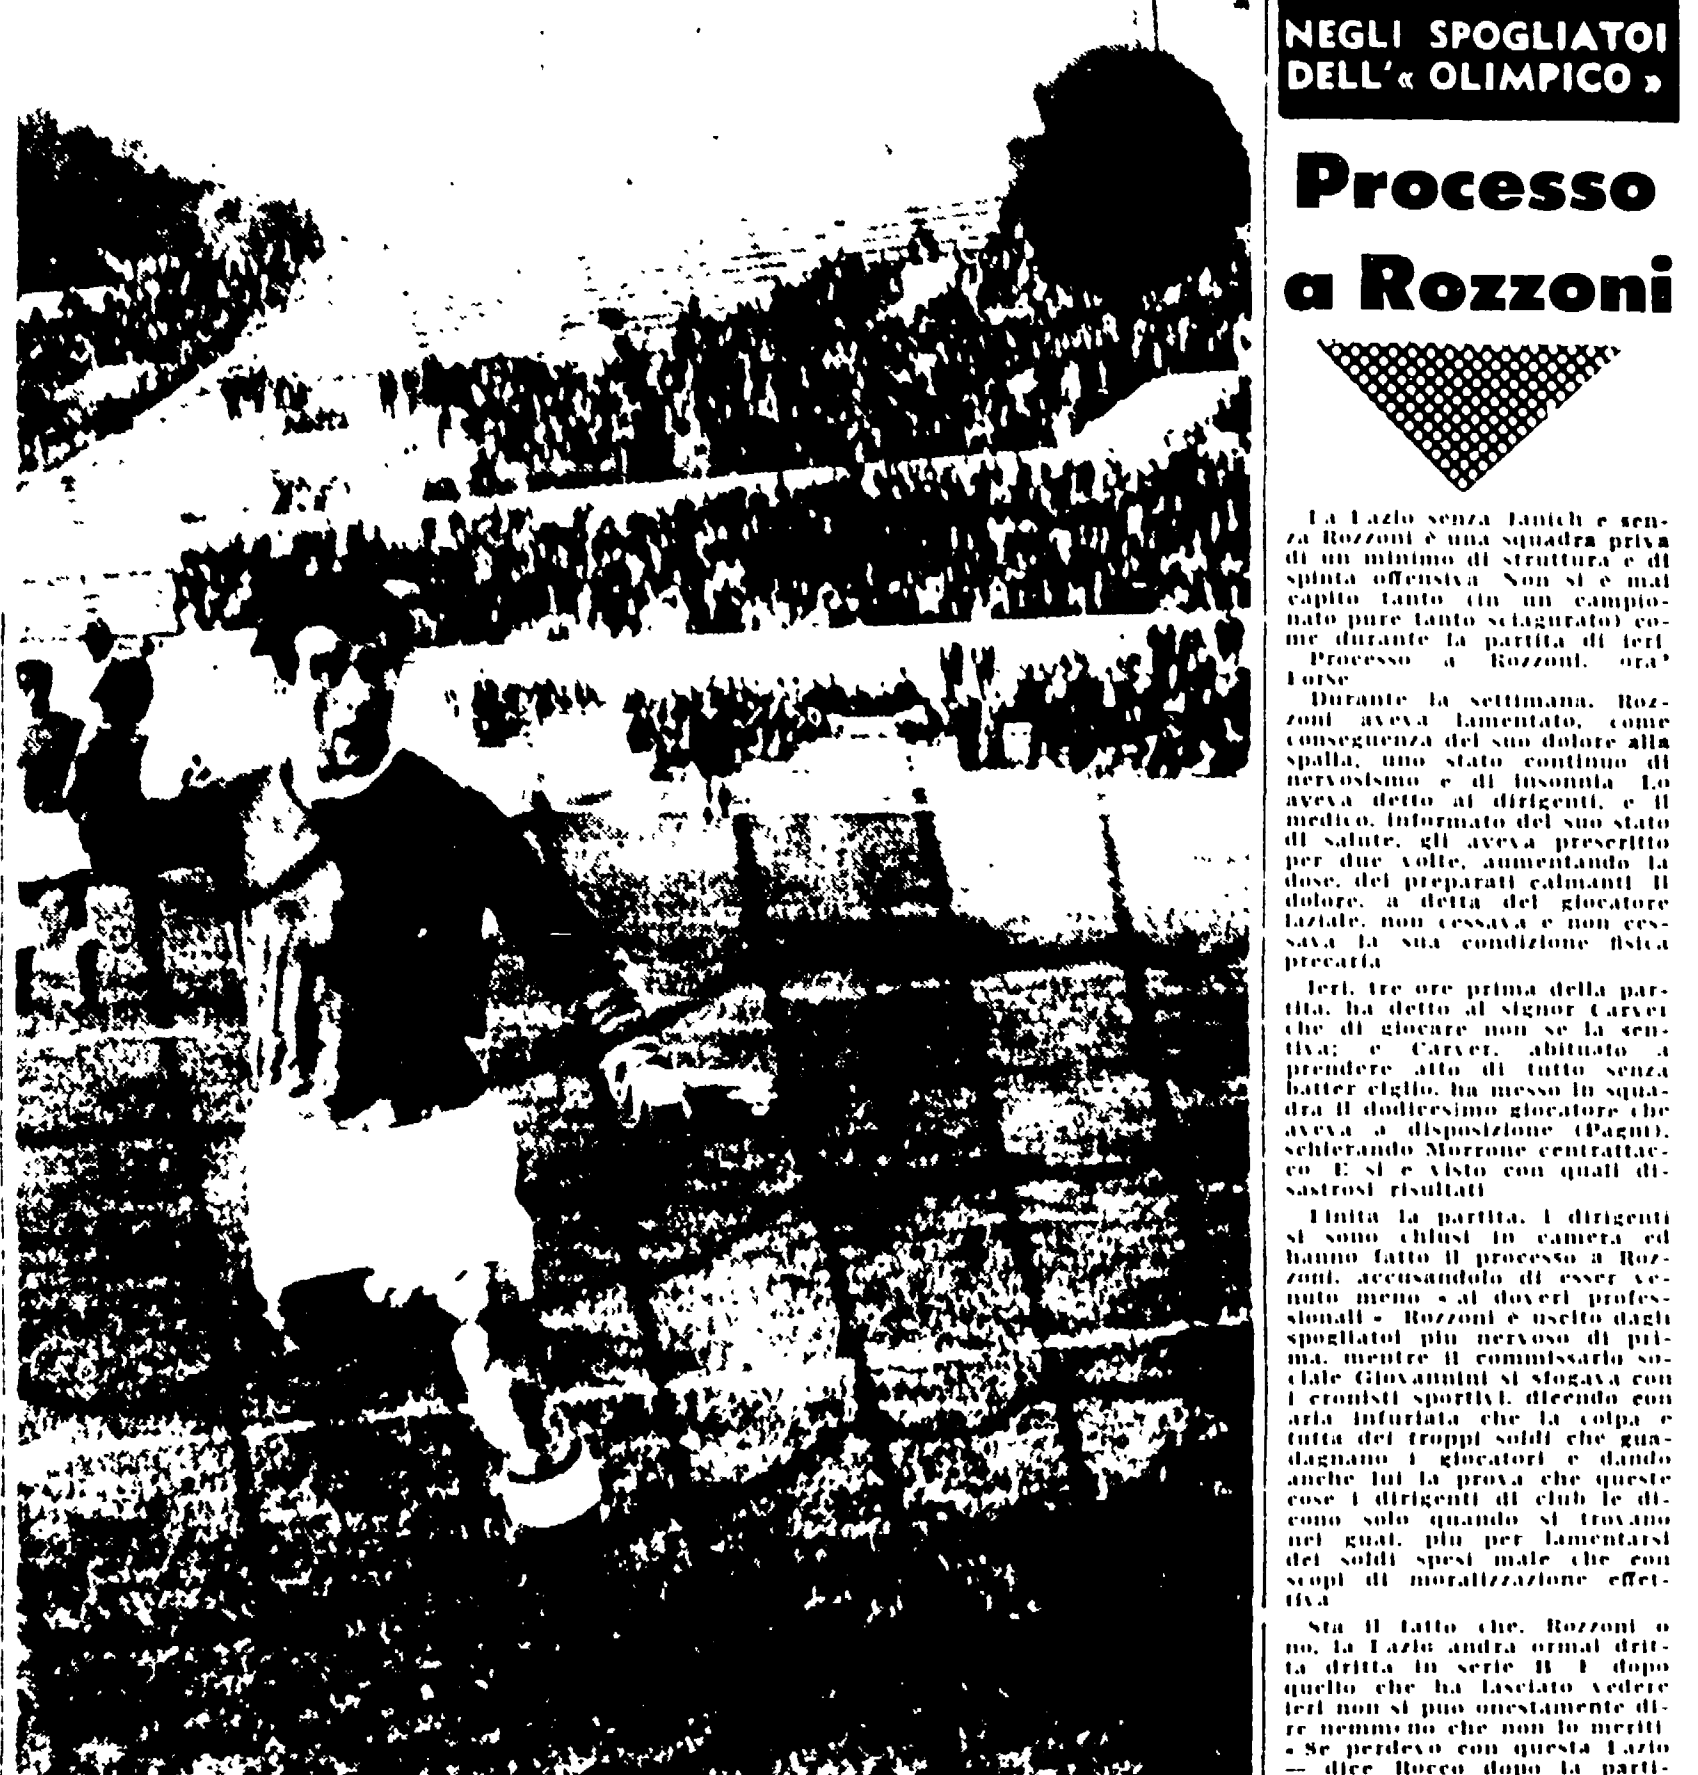 NEGLI SPOGLIATOI
DELL'« OLIMPICO »
Processo
a Rozzoni
La Lazio senza Janich e sen-
za Rozzoni è una squadra priva
di un minimo di struttura e di
spinta offensiva Non si è mai
capito tanto (in un campio-
nato pure tanto sciagurato) co-
me durante la partita di ieri
Processo a Rozzoni, ora?
Forse
Durante la settimana, Roz-
zoni aveva lamentato, come
conseguenza del suo dolore alla
spalla, uno stato continuo di
nervosismo e di insonnia Lo
aveva detto ai dirigenti, e il
medico, informato del suo stato
di salute, gli aveva prescritto
per due volte, aumentando la
dose, dei preparati calmanti Il
dolore, a detta del giocatore
laziale, non cessava e non ces-
sava la sua condizione fisica
precaria
Ieri, tre ore prima della par-
tita, ha detto al signor Carver
che di giocare non se la sen-
tiva; e Carver, abituato a
prendere atto di tutto senza
batter ciglio, ha messo in squa-
dra il dodicesimo giocatore che
aveva a disposizione (Pagni),
schierando Morrone centrattac-
co E si è visto con quali di-
sastrosi risultati
Finita la partita, i dirigenti
si sono chiusi in camera ed
hanno fatto il processo a Roz-
zoni, accusandolo di esser ve-
nuto meno « ai doveri profes-
sionali » Rozzoni è uscito dagli
spogliatoi più nervoso di pri-
ma, mentre il commissario so-
ciale Giovannini si sfogava con
i cronisti sportivi, dicendo con
aria infuriata che la colpa è
tutta dei troppi soldi che gua-
dagnano i giocatori e dando
anche lui la prova che queste
cose i dirigenti di club le di-
cono solo quando si trovano
nei guai, più per lamentarsi
dei soldi spesi male che con
scopi di moralizzazione effet-
tiva
Sta il fatto che, Rozzoni o
no, la Lazio andrà ormai drit-
ta dritta in serie B E dopo
quello che ha lasciato vedere
ieri non si può onestamente di-
re nemmeno che non lo meriti
« Se perdevo con questa Lazio
— dice Rocco dopo la parti-